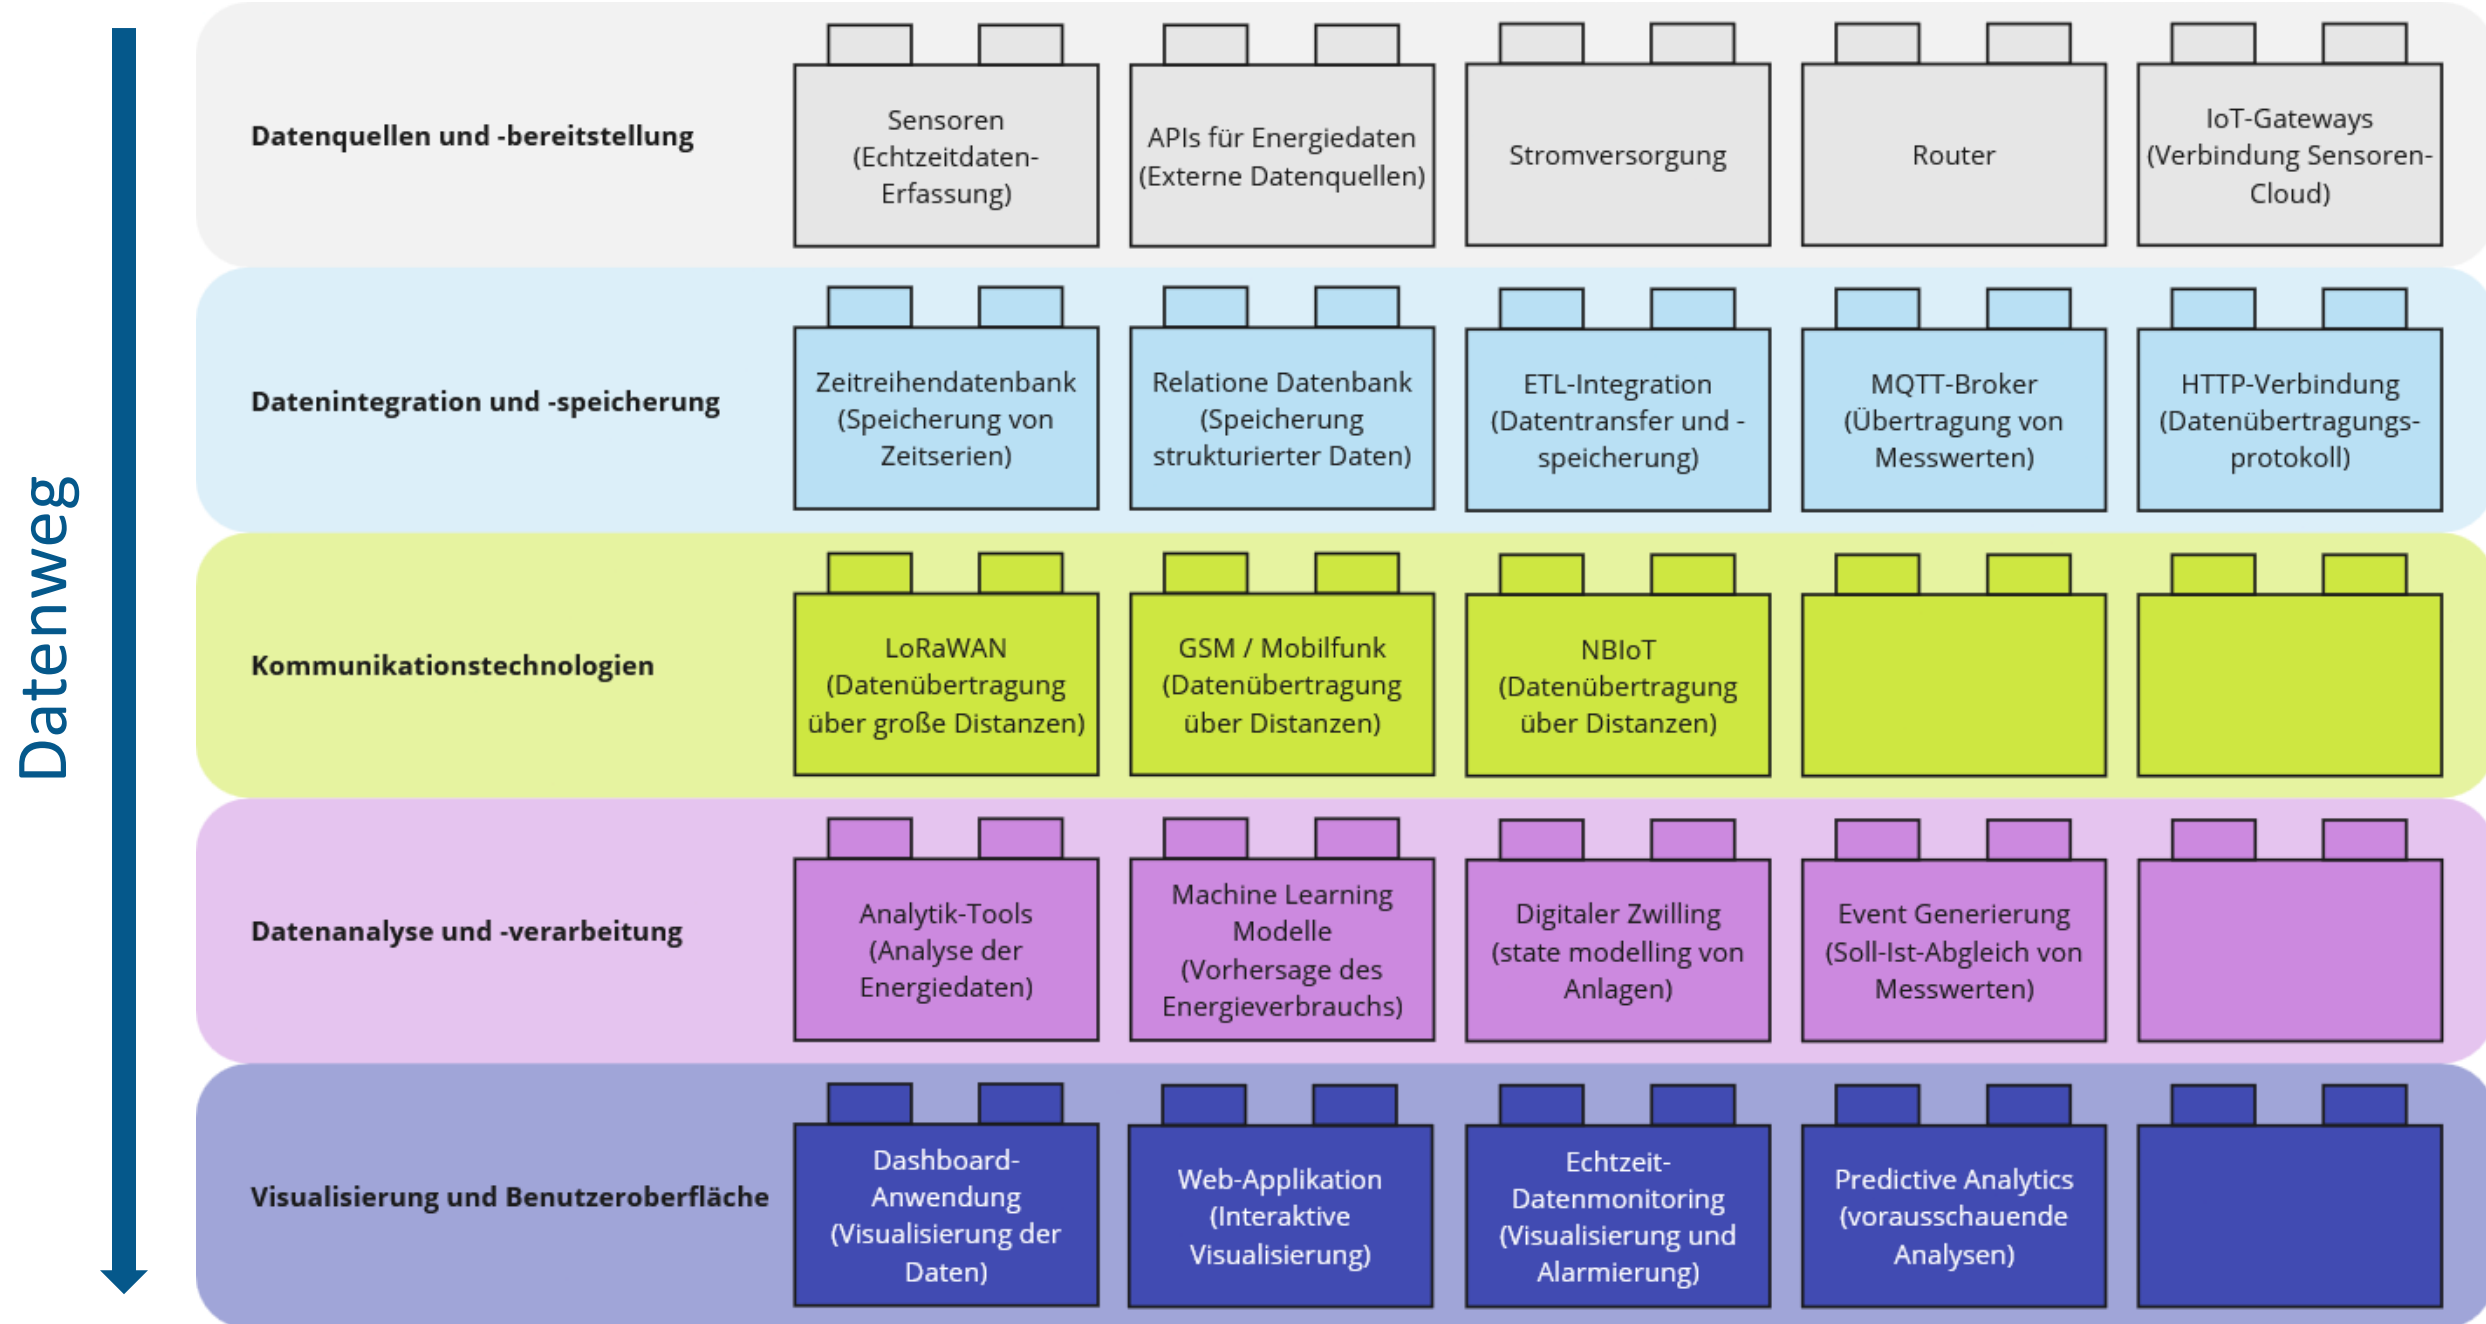 Datenweg
Datenquellen und -bereitstellung
Sensoren
(Echtzeitdaten-
Erfassung)
APIs für Energiedaten
(Externe Datenquellen)
Stromversorgung
Router
IoT-Gateways
(Verbindung Sensoren-
Cloud)
Datenintegration und -speicherung
Zeitreihendatenbank
(Speicherung von
Zeitserien)
Relatione Datenbank
(Speicherung
strukturierter Daten)
ETL-Integration
(Datentransfer und -
speicherung)
MQTT-Broker
(Übertragung von
Messwerten)
HTTP-Verbindung
(Datenübertragungs-
protokoll)
Kommunikationstechnologien
LoRaWAN
(Datenübertragung
über große Distanzen)
GSM / Mobilfunk
(Datenübertragung
über Distanzen)
NBIoT
(Datenübertragung
über Distanzen)
Datenanalyse und -verarbeitung
Analytik-Tools
(Analyse der
Energiedaten)
Machine Learning
Modelle
(Vorhersage des
Energieverbrauchs)
Digitaler Zwilling
(state modelling von
Anlagen)
Event Generierung
(Soll-Ist-Abgleich von
Messwerten)
Visualisierung und Benutzeroberfläche
Dashboard-
Anwendung
(Visualisierung der
Daten)
Web-Applikation
(Interaktive
Visualisierung)
Echtzeit-
Datenmonitoring
(Visualisierung und
Alarmierung)
Predictive Analytics
(vorausschauende
Analysen)